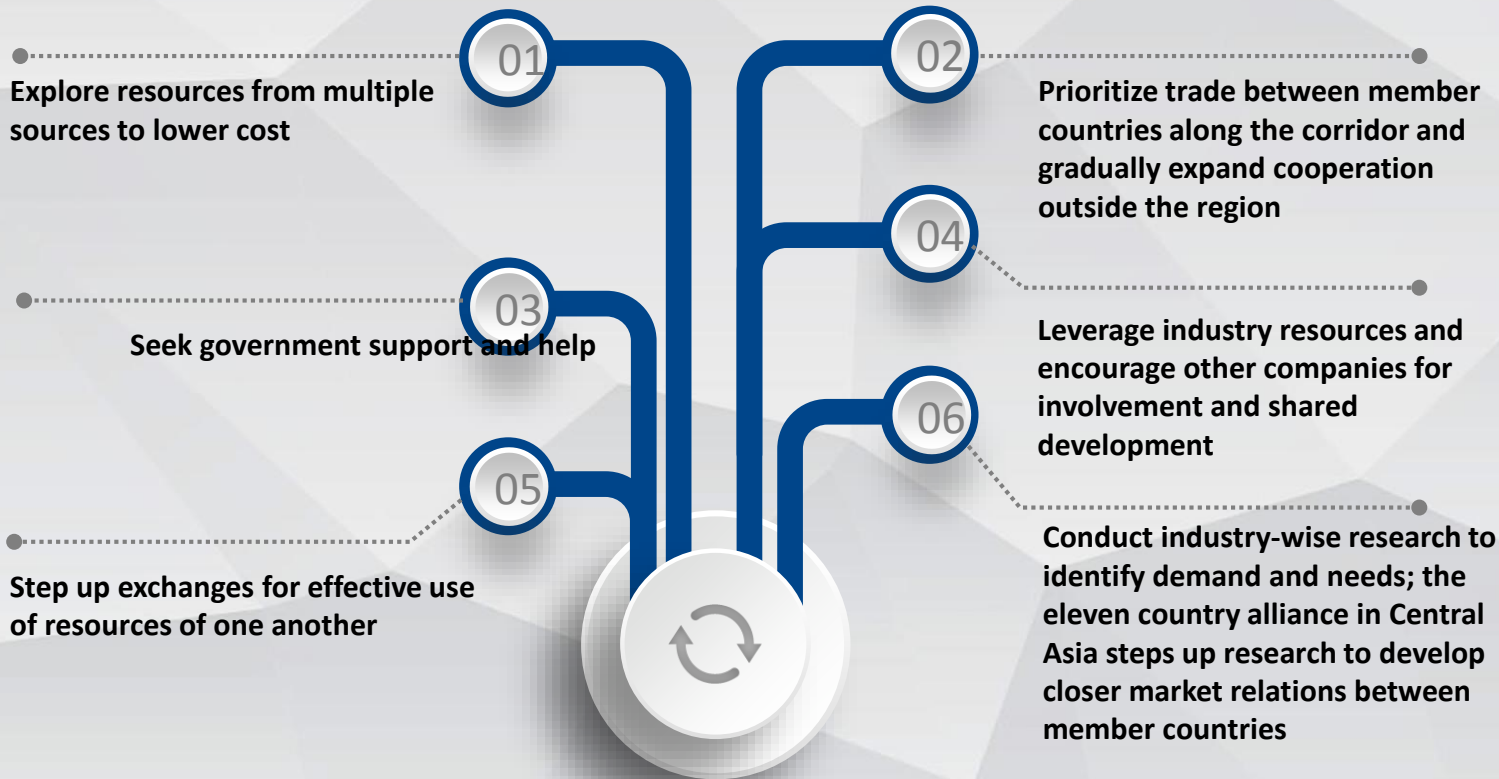 01
Explore resources from multiple
sources to lower cost
02
Prioritize trade between member
countries along the corridor and
gradually expand cooperation
outside the region
03
Seek government support and help
04
Leverage industry resources and
encourage other companies for
involvement and shared
development
05
Step up exchanges for effective use
of resources of one another
06
Conduct industry-wise research to
identify demand and needs; the
eleven country alliance in Central
Asia steps up research to develop
closer market relations between
member countries